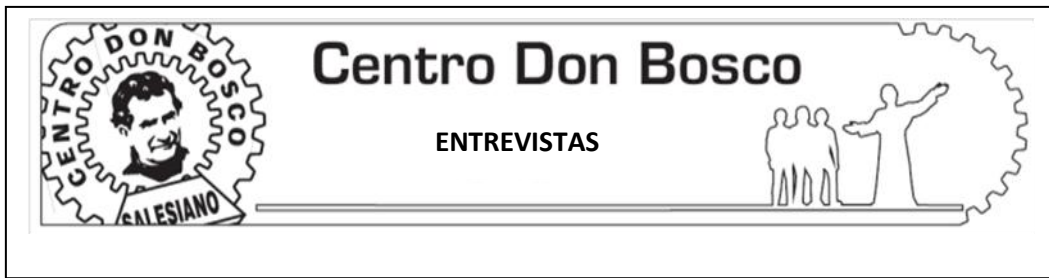 CENTRO DON BOSCO
SALESIANO
Centro Don Bosco
ENTREVISTAS